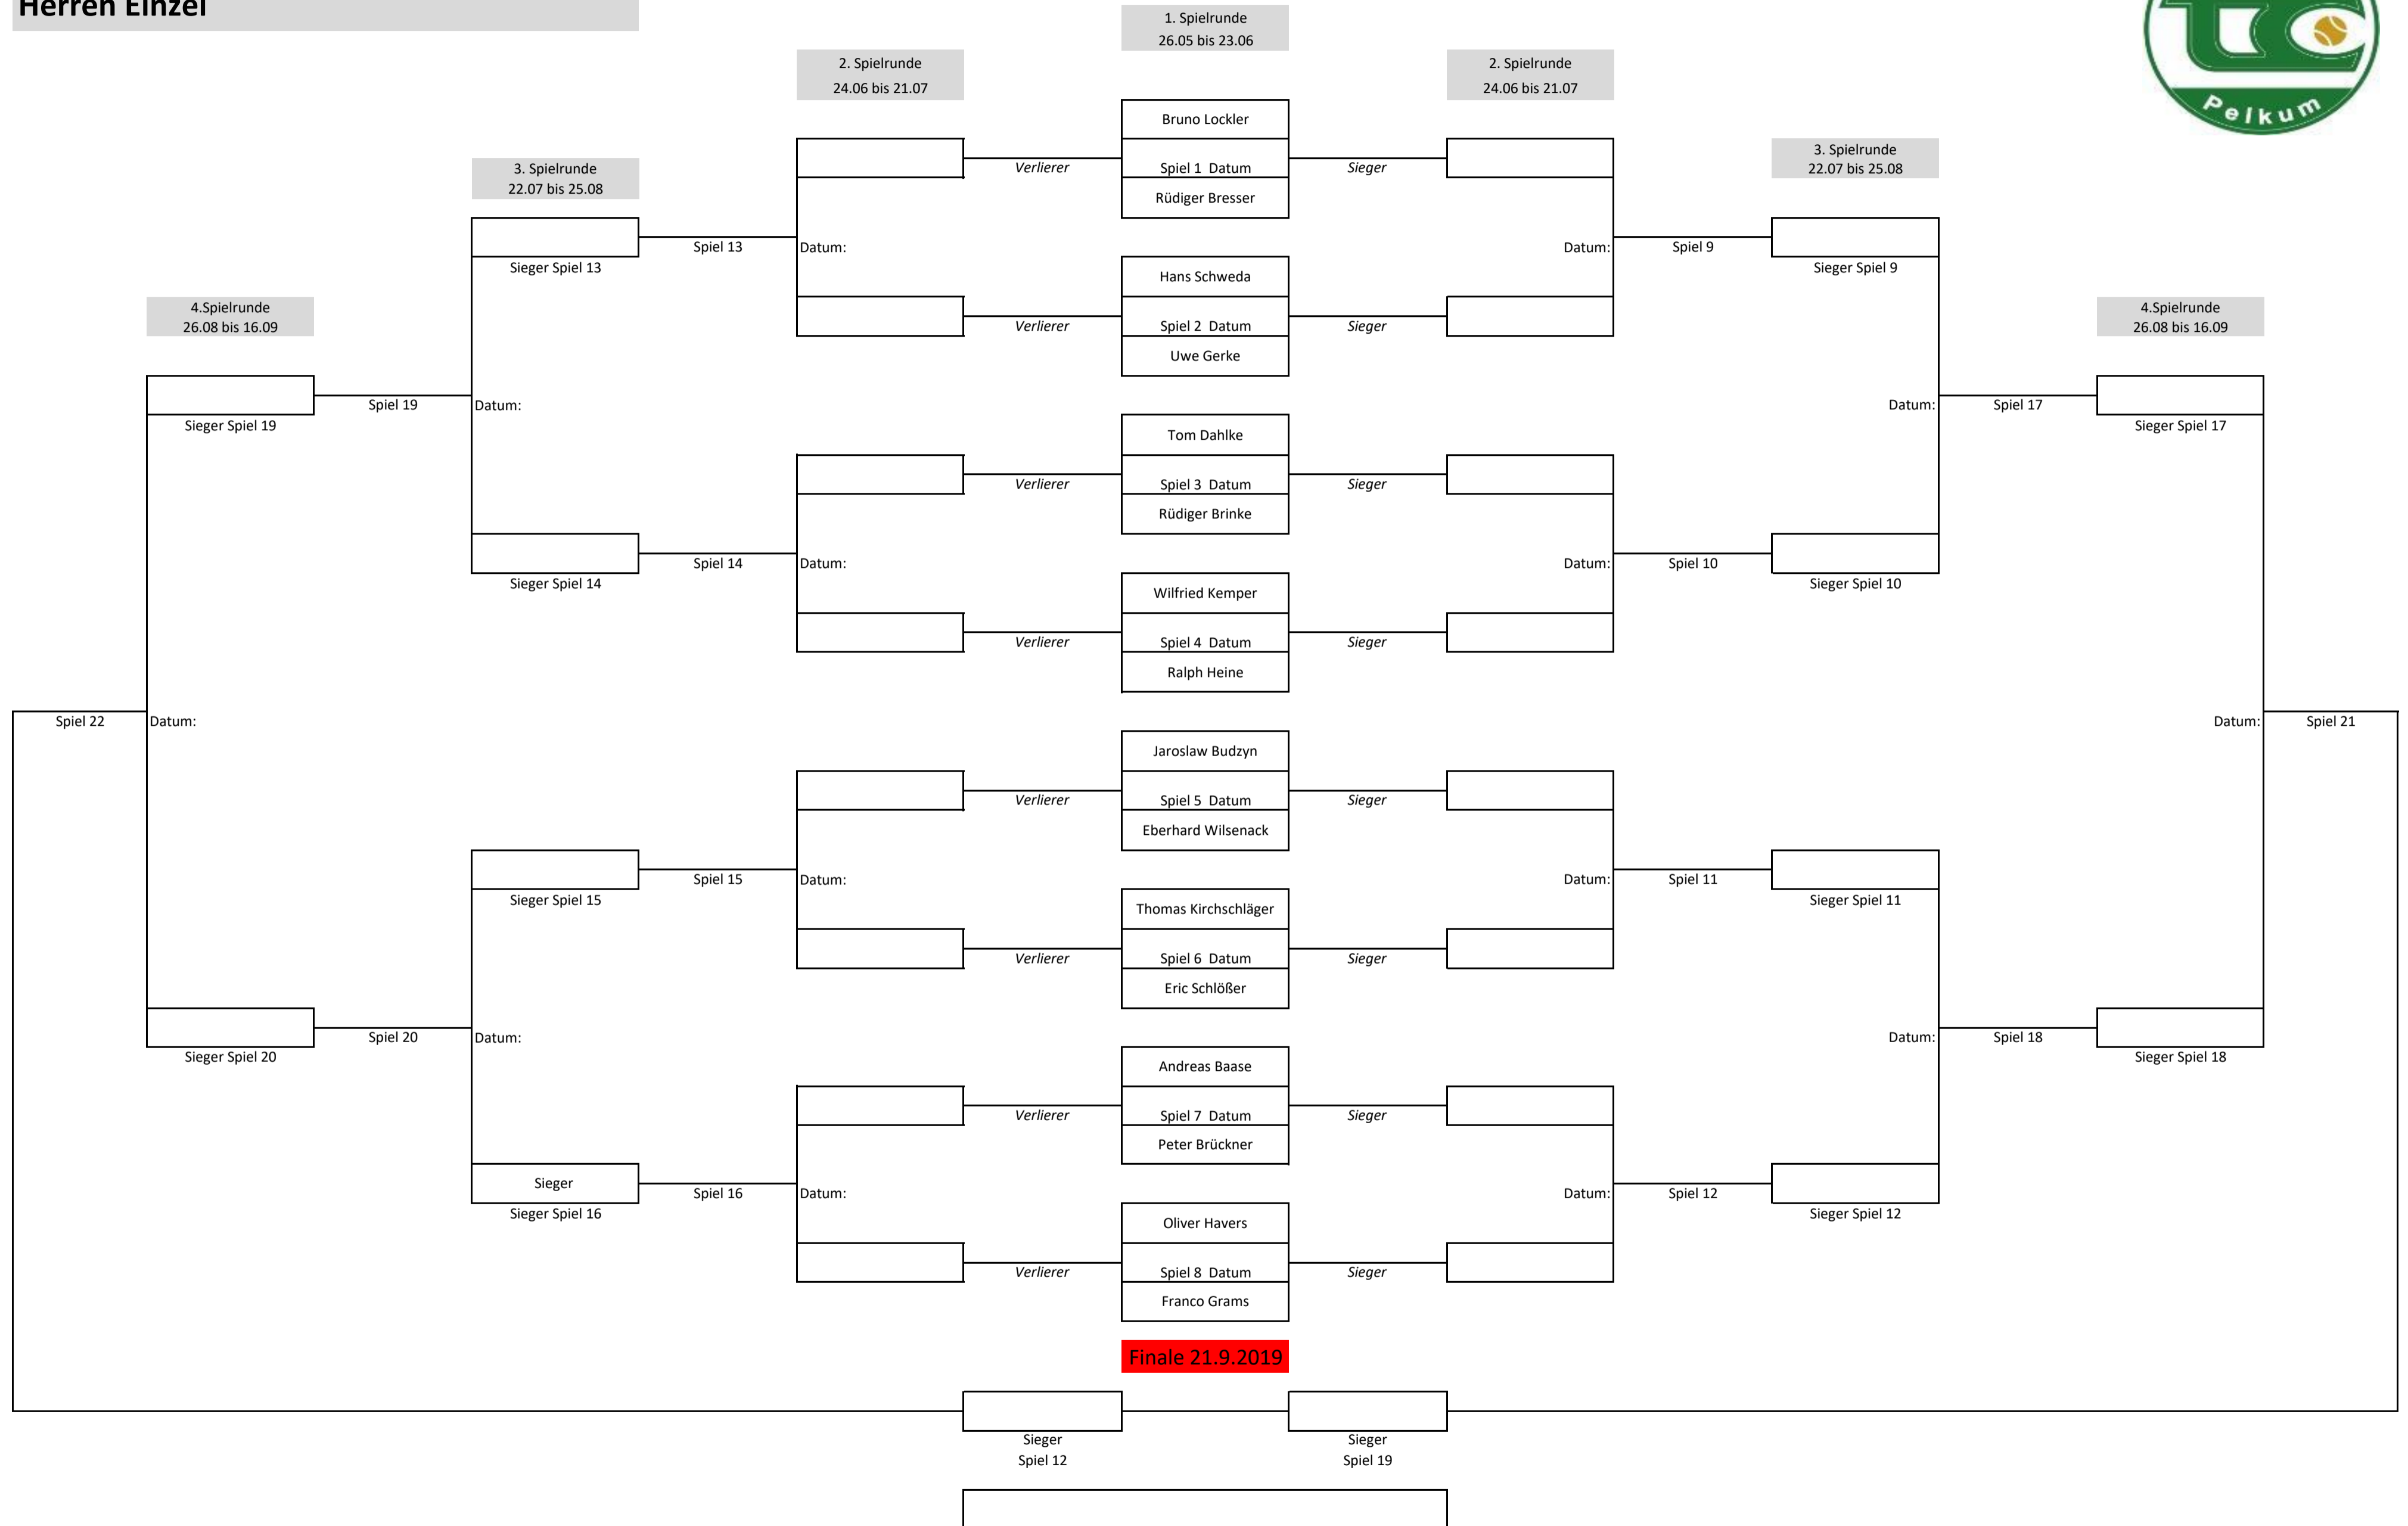 Herren Einzel
1. Spielrunde
26.05 bis 23.06
2. Spielrunde
24.06 bis 21.07
2. Spielrunde
24.06 bis 21.07
tc
Pelkum
Bruno Lockler
Verlierer
Spiel 1 Datum
Sieger
Rüdiger Bresser
3. Spielrunde
22.07 bis 25.08
3. Spielrunde
22.07 bis 25.08
Spiel 13
Datum:
Datum:
Spiel 9
Sieger Spiel 13
Sieger Spiel 9
Hans Schweda
Verlierer
Spiel 2 Datum
Sieger
Uwe Gerke
4.Spielrunde
26.08 bis 16.09
4.Spielrunde
26.08 bis 16.09
Spiel 19
Datum:
Datum:
Spiel 17
Sieger Spiel 19
Sieger Spiel 17
Tom Dahlke
Verlierer
Spiel 3 Datum
Sieger
Rüdiger Brinke
Spiel 14
Datum:
Datum:
Spiel 10
Sieger Spiel 14
Sieger Spiel 10
Wilfried Kemper
Verlierer
Spiel 4 Datum
Sieger
Ralph Heine
Spiel 22
Datum:
Datum:
Spiel 21
Jaroslaw Budzyn
Verlierer
Spiel 5 Datum
Sieger
Eberhard Wilsenack
Spiel 15
Datum:
Datum:
Spiel 11
Sieger Spiel 15
Sieger Spiel 11
Thomas Kirchschläger
Verlierer
Spiel 6 Datum
Sieger
Eric Schlößer
Spiel 20
Datum:
Datum:
Spiel 18
Sieger Spiel 20
Sieger Spiel 18
Andreas Baase
Verlierer
Spiel 7 Datum
Sieger
Peter Brückner
Sieger
Spiel 16
Datum:
Datum:
Spiel 12
Sieger Spiel 16
Sieger Spiel 12
Oliver Havers
Verlierer
Spiel 8 Datum
Sieger
Franco Grams
Finale 21.9.2019
Sieger
Spiel 12
Sieger
Spiel 19